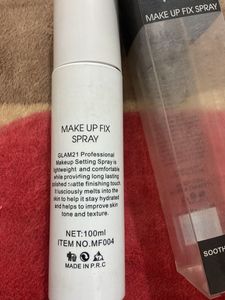 MAKE UP FIX SPRAY
MAKE UP FIX
SPRAY
GLAM21 Professional
Makeup Setting Spray is
lightweight and comfortable
while providing long lasting
polished matte finishing touch.
It lusciously melts into the
skin to help it stay hydrated
and helps to improve skin
tone and texture.
NET:100ml
ITEM NO.MF004
MADE IN P.R.C
SOOTH